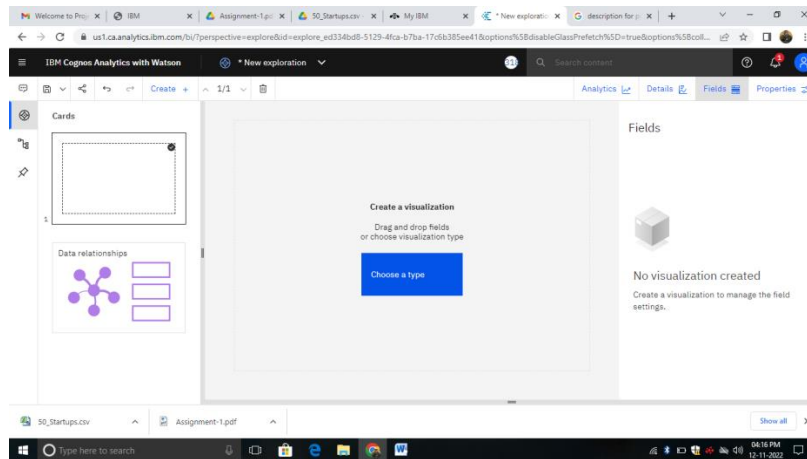 Welcome to Proj
IBM
Assignment-1.pd
50_Startups.csv -
My IBM
* New exploratio
description for p
us1.ca.analytics.ibm.com/bi/?perspective=explore&id=explore_ed334bd8-5129-4fca-b7ba-17c6b385ee41&options%5BdisableGlassPrefetch%5D=true&options%5Bcoll...
IBM Cognos Analytics with Watson
* New exploration
Search content
Create +
1/1
Analytics
Details
Fields
Properties
Cards
1
Data relationships
Create a visualization
Drag and drop fields
or choose visualization type
Choose a type
Fields
No visualization created
Create a visualization to manage the field
settings.
50_Startups.csv
Assignment-1.pdf
Show all
Type here to search
04:16 PM
12-11-2022